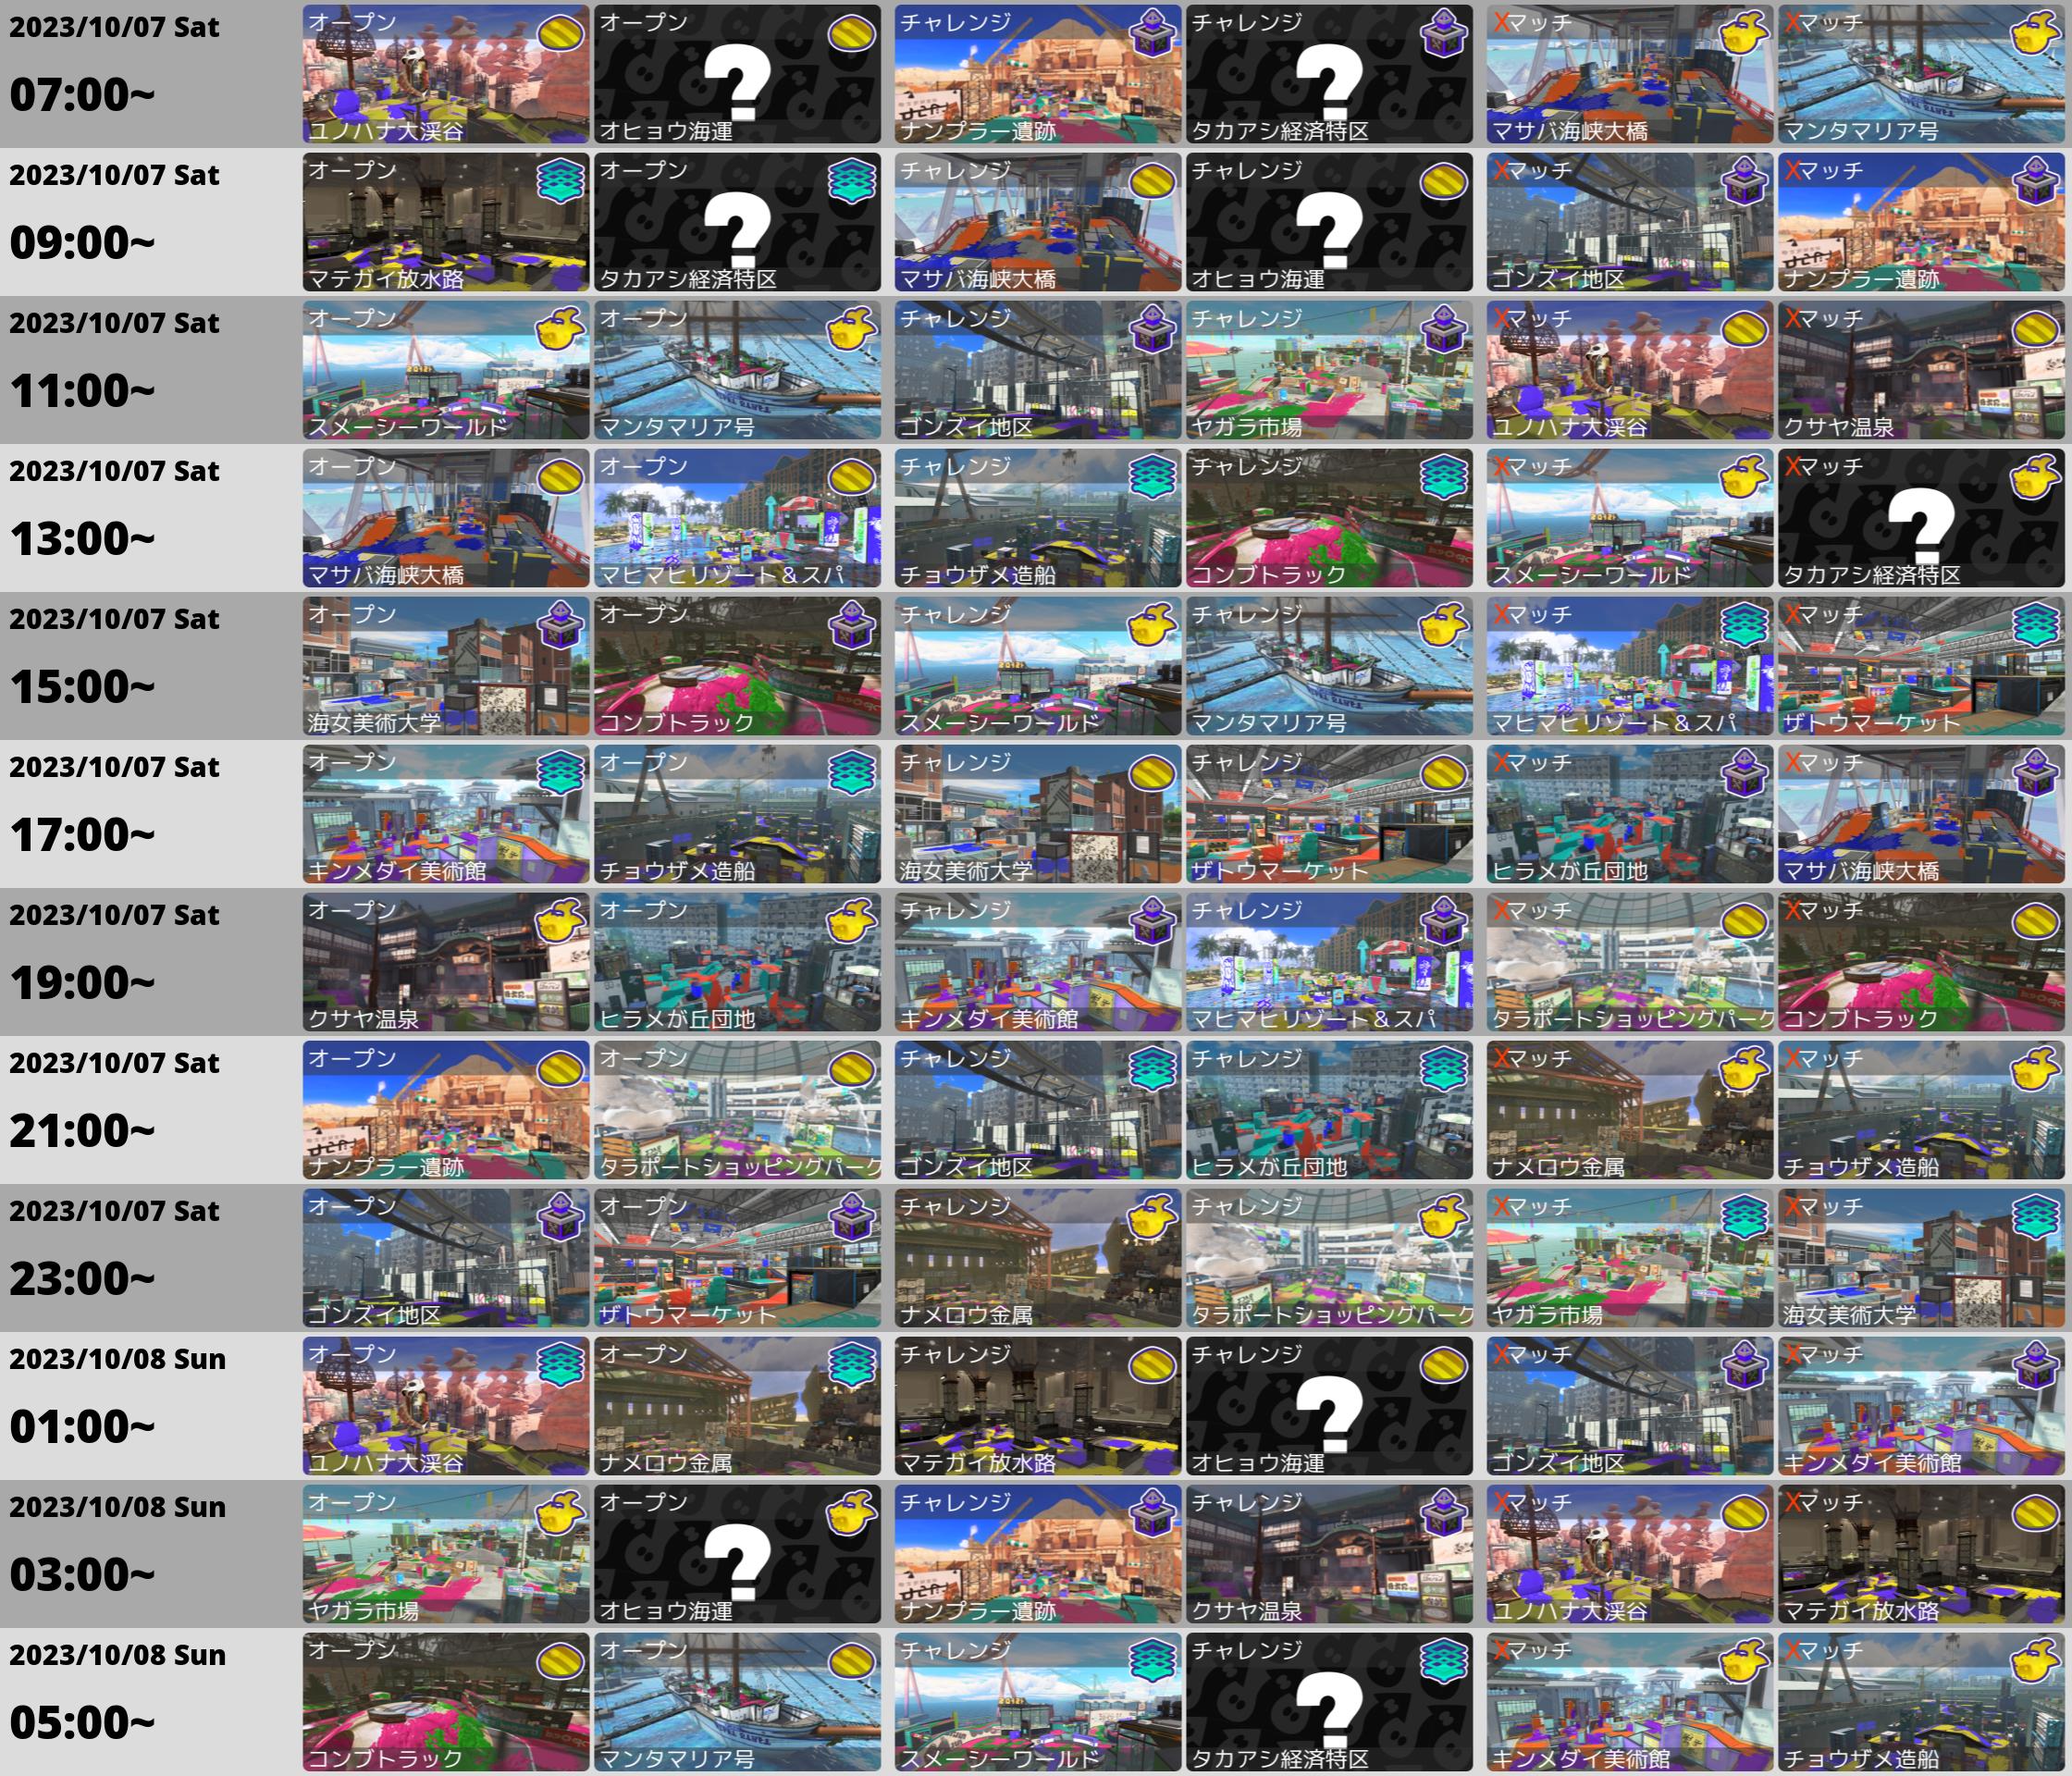 2023/10/07 Sat
07:00~
オープン オープン チャレンジ チャレンジ Xマッチ Xマッチ
ユノハナ大渓谷 オヒョウ海運 ナンプラー遺跡 タカアシ経済特区 マサバ海峡大橋 マンタマリア号
2023/10/07 Sat
09:00~
オープン オープン チャレンジ チャレンジ Xマッチ Xマッチ
マテガイ放水路 タカアシ経済特区 マサバ海峡大橋 オヒョウ海運 ゴンズイ地区 ナンプラー遺跡
2023/10/07 Sat
11:00~
オープン オープン チャレンジ チャレンジ Xマッチ Xマッチ
スメーシーワールド マンタマリア号 ゴンズイ地区 ヤガラ市場 ユノハナ大渓谷 クサヤ温泉
2023/10/07 Sat
13:00~
オープン オープン チャレンジ チャレンジ Xマッチ Xマッチ
マサバ海峡大橋 マヒマヒリゾート&スパ チョウザメ造船 コンブトラック スメーシーワールド タカアシ経済特区
2023/10/07 Sat
15:00~
オープン オープン チャレンジ チャレンジ Xマッチ Xマッチ
海女美術大学 コンブトラック スメーシーワールド マンタマリア号 マヒマヒリゾート&スパ ザトウマーケット
2023/10/07 Sat
17:00~
オープン オープン チャレンジ チャレンジ Xマッチ Xマッチ
キンメダイ美術館 チョウザメ造船 海女美術大学 ザトウマーケット ヒラメが丘団地 マサバ海峡大橋
2023/10/07 Sat
19:00~
オープン オープン チャレンジ チャレンジ Xマッチ Xマッチ
クサヤ温泉 ヒラメが丘団地 キンメダイ美術館 マヒマヒリゾート&スパ タラポートショッピングパーク コンブトラック
2023/10/07 Sat
21:00~
オープン オープン チャレンジ チャレンジ Xマッチ Xマッチ
ナンプラー遺跡 タラポートショッピングパーク ゴンズイ地区 ヒラメが丘団地 ナメロウ金属 チョウザメ造船
2023/10/07 Sat
23:00~
オープン オープン チャレンジ チャレンジ Xマッチ Xマッチ
ゴンズイ地区 ザトウマーケット ナメロウ金属 タラポートショッピングパーク ヤガラ市場 海女美術大学
2023/10/08 Sun
01:00~
オープン オープン チャレンジ チャレンジ Xマッチ Xマッチ
ユノハナ大渓谷 ナメロウ金属 マテガイ放水路 オヒョウ海運 ゴンズイ地区 キンメダイ美術館
2023/10/08 Sun
03:00~
オープン オープン チャレンジ チャレンジ Xマッチ Xマッチ
ヤガラ市場 オヒョウ海運 ナンプラー遺跡 クサヤ温泉 ユノハナ大渓谷 マテガイ放水路
2023/10/08 Sun
05:00~
オープン オープン チャレンジ チャレンジ Xマッチ Xマッチ
コンブトラック マンタマリア号 スメーシーワールド タカアシ経済特区 キンメダイ美術館 チョウザメ造船